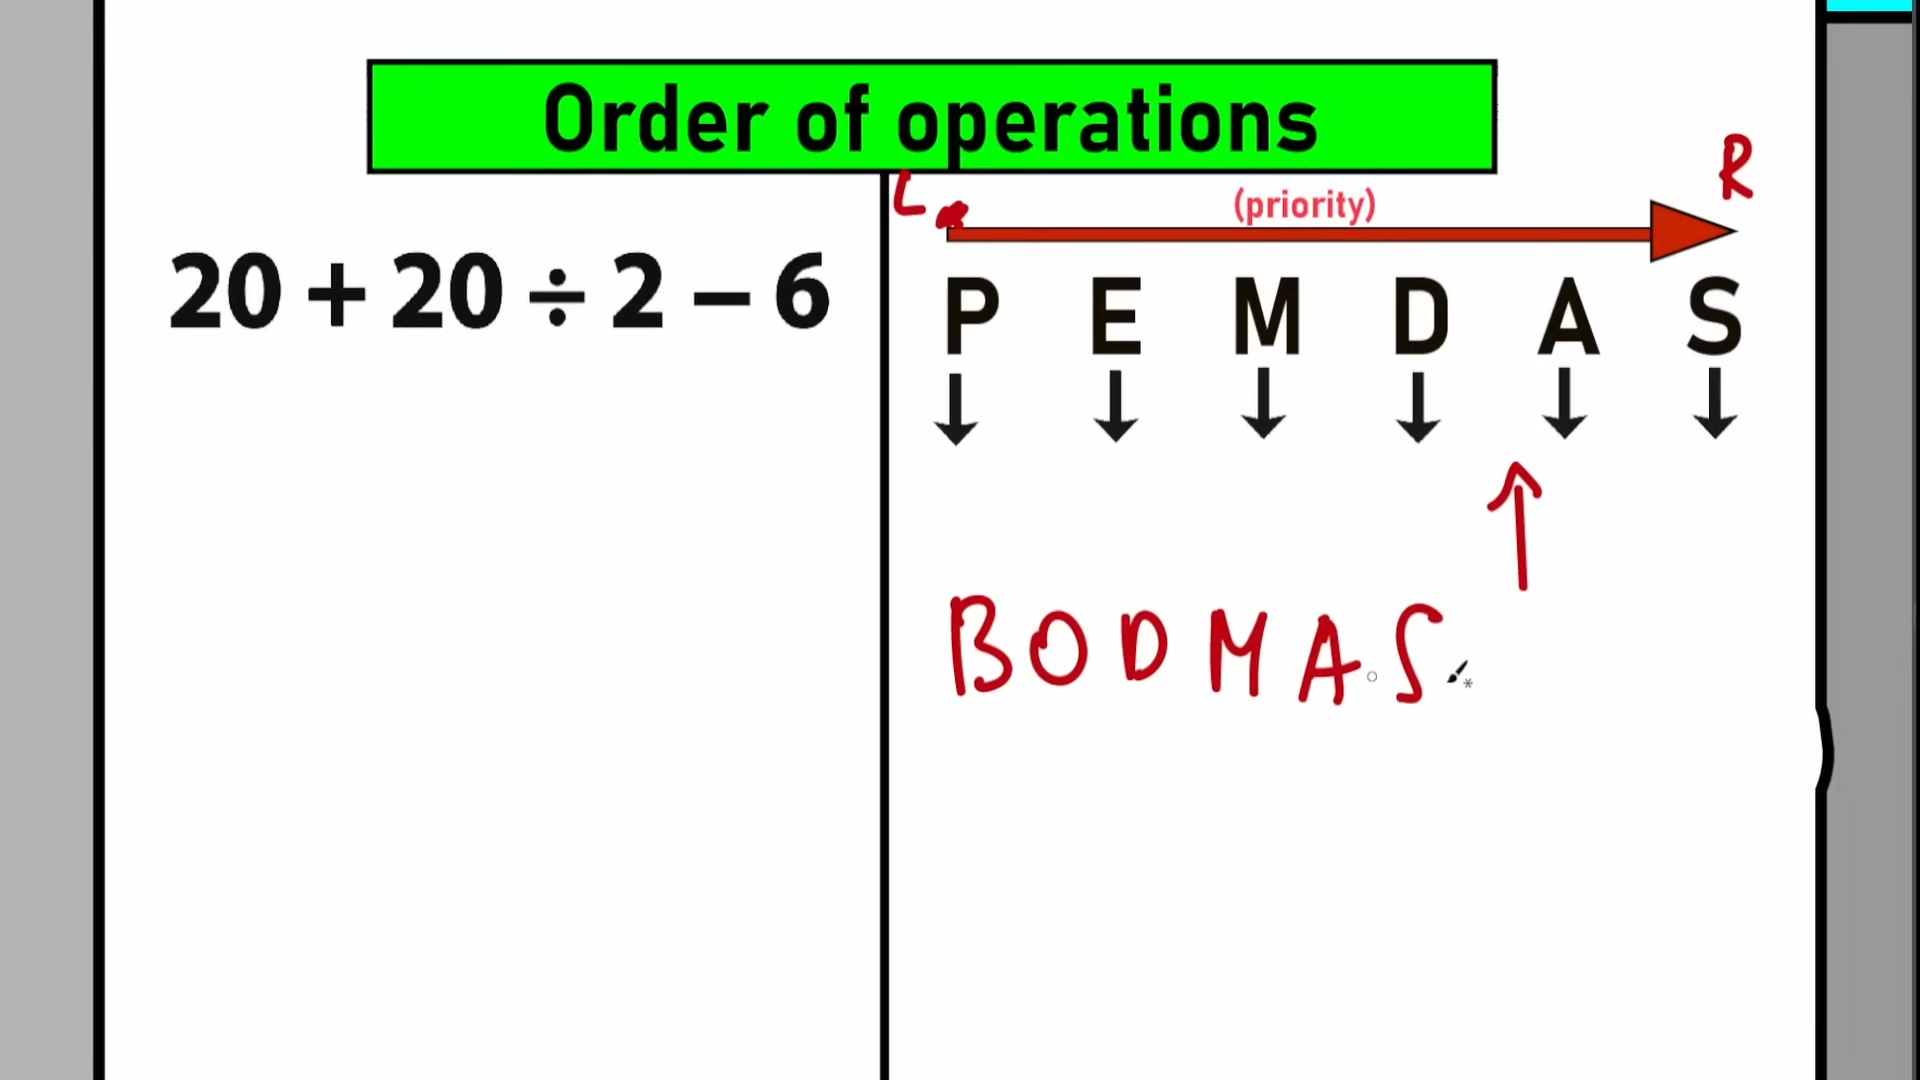 Order of operations
L R
(priority)
20 + 20 ÷ 2 – 6
P E M D A S
BODMAS